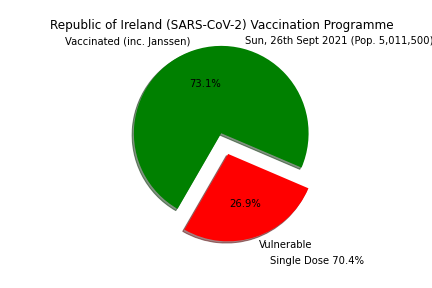 Republic of Ireland (SARS-CoV-2) Vaccination Programme
Vaccinated (inc. Janssen)
Sun, 26th Sept 2021 (Pop. 5,011,500)
73.1%
26.9%
Vulnerable
Single Dose 70.4%